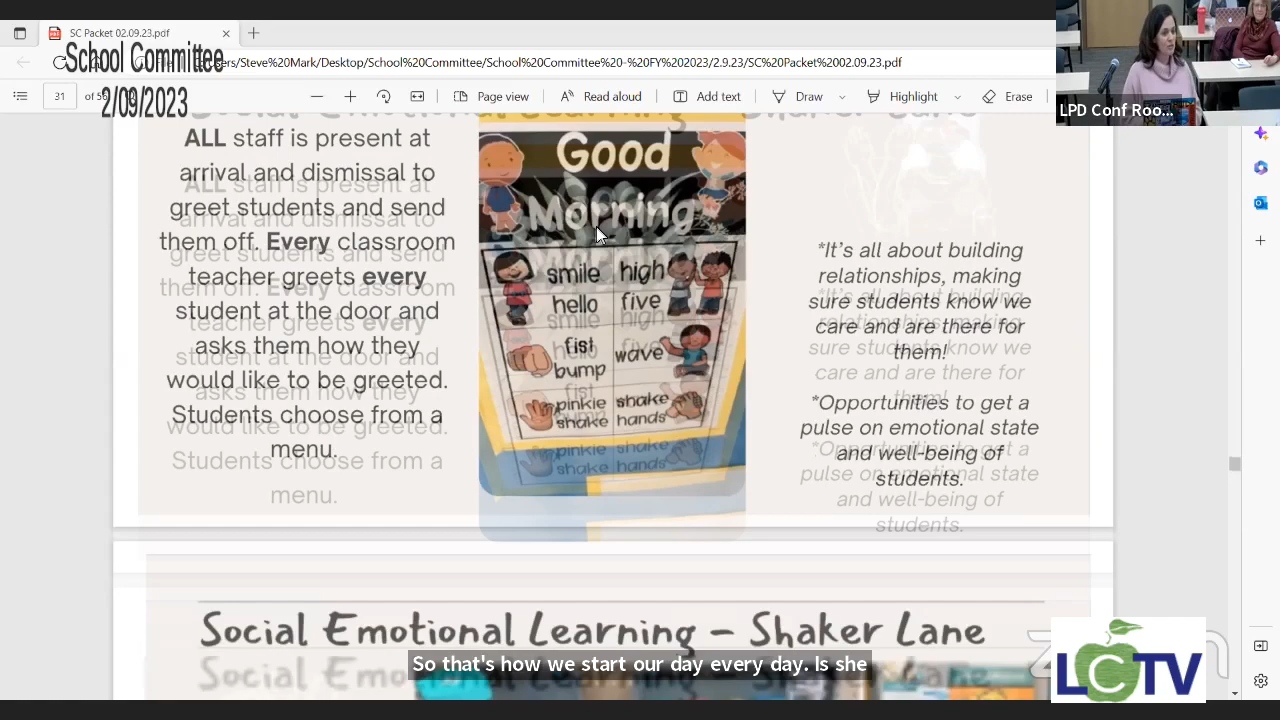 SC Packet 02.09.23.pdf
School Committee
2/09/2023
ers/Steve%20Mark/Desktop/School%20Committee/School%20Committee%20-%20FY%202023/2.9.23/SC%20Packet%2002.09.23.pdf
31
Page view
Read aloud
Add text
Draw
Highlight
Erase
LPD Conf Roo...
Social Emotional Learning - Shaker Lane
ALL staff is present at
arrival and dismissal to
greet students and send
them off. Every classroom
teacher greets every
student at the door and
asks them how they
would like to be greeted.
Students choose from a
menu.
Good
Morning
smile high
hello five
fist
bump wave
pinkie shake
shake hands
*It's all about building
relationships, making
sure students know we
care and are there for
them!
*Opportunities to get a
pulse on emotional state
and well-being of
students.
Social Emotional Learning - Shaker Lane
So that's how we start our day every day. Is she
LCTV